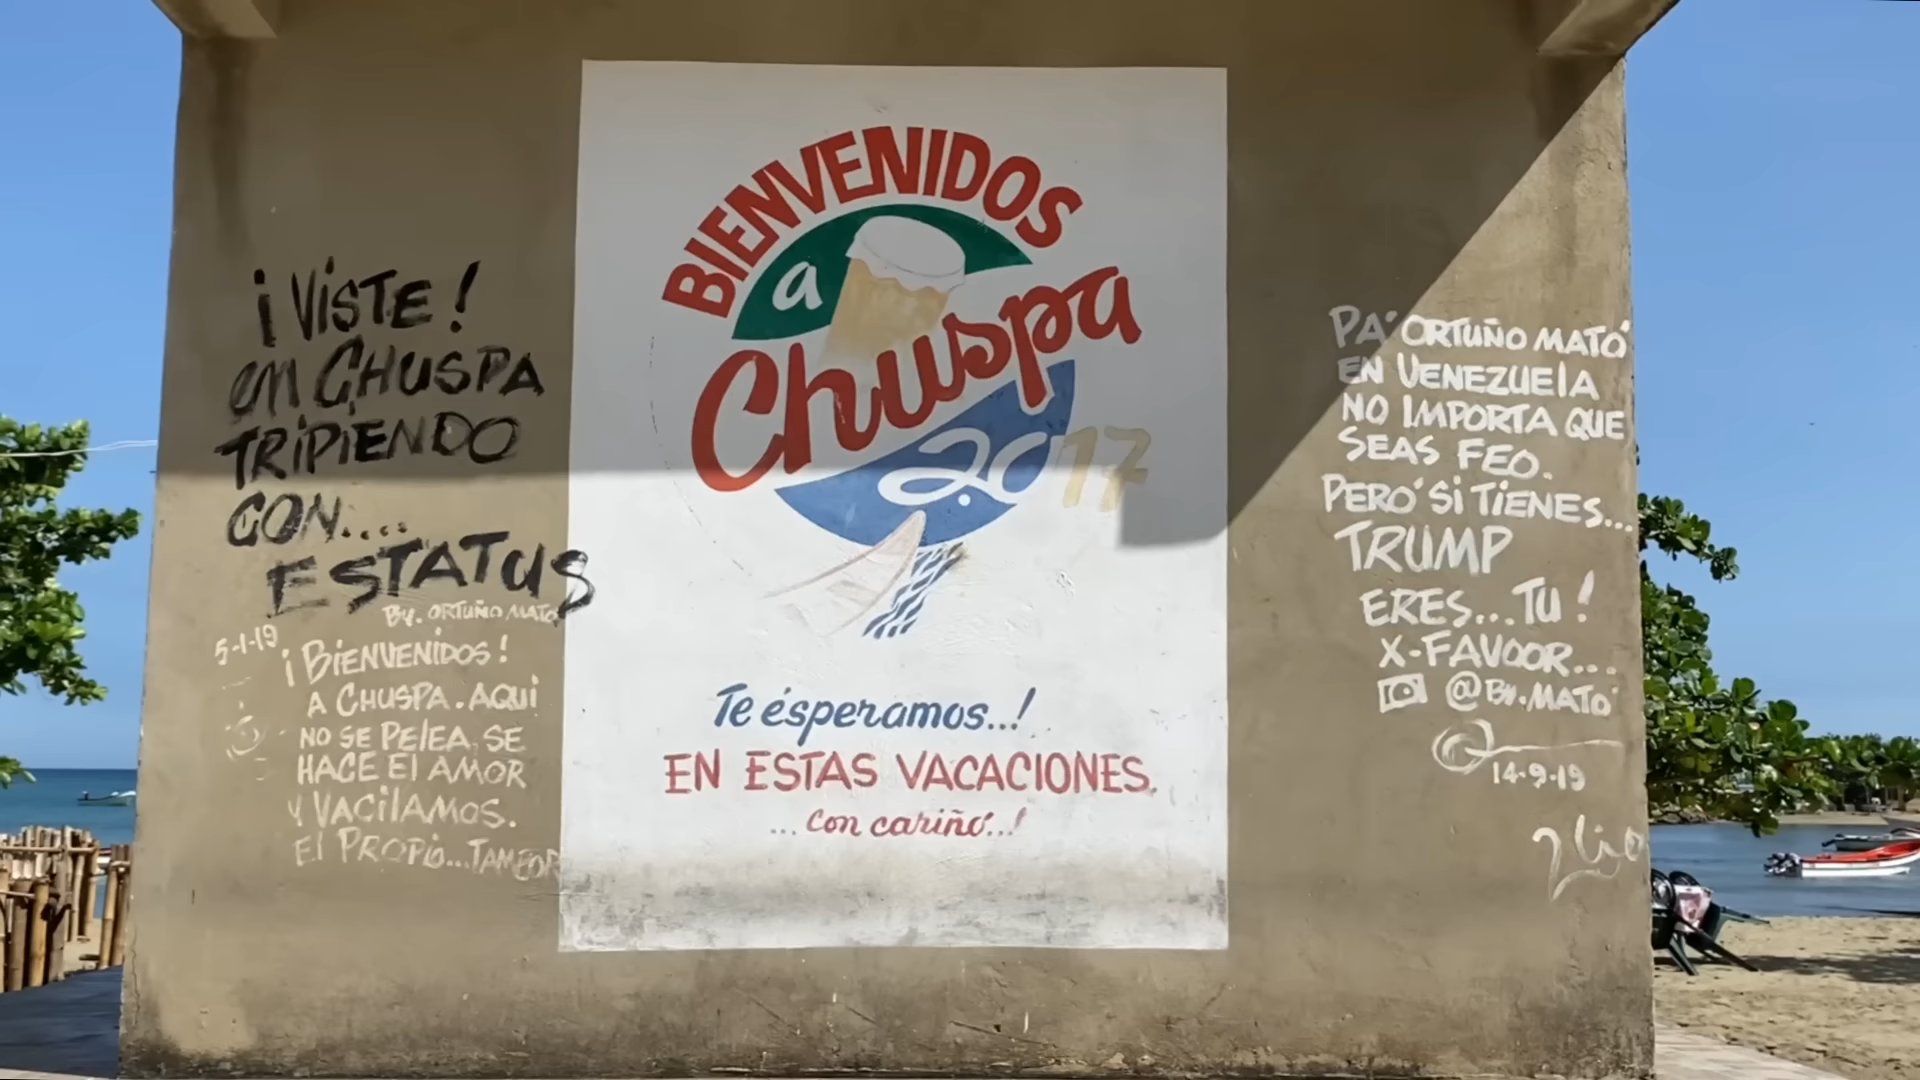 ¡ViSTE!
en CHUSPA
TRiPiENDO
CON....
ESTATUS
By. ORTUÑO MATO
5-1-19
¡BiENVENiDOS!
A CHUSPA. AQUi
NO SE PELEA, SE
HACE El AMOR
Y VACilAMOS.
El PROPiO...TAMBOR
BIENVENIDOS
a
Chuspa
2017
Te ésperamos..!
EN ESTAS VACACIONES.
...con cariño..!
PA' ORTUÑO MATÓ
EN VENEZUElA
NO IMPORTA QUE
SEAS FEO.
PERO' Si TiENES...
TRUMP
ERES...TU!
X-FAVOOR...
@By.MATO
14-9-19